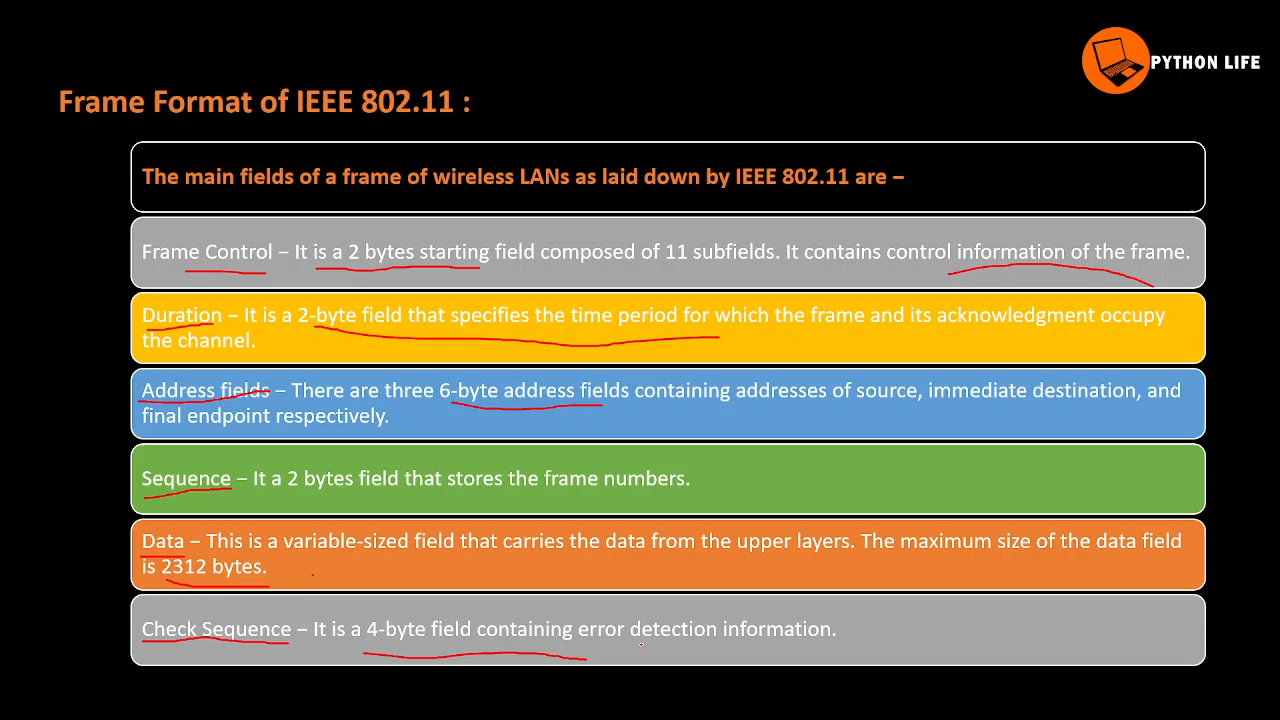 PYTHON LIFE
Frame Format of IEEE 802.11 :
The main fields of a frame of wireless LANs as laid down by IEEE 802.11 are –
Frame Control – It is a 2 bytes starting field composed of 11 subfields. It contains control information of the frame.
Duration – It is a 2-byte field that specifies the time period for which the frame and its acknowledgment occupy
the channel.
Address fields – There are three 6-byte address fields containing addresses of source, immediate destination, and
final endpoint respectively.
Sequence – It a 2 bytes field that stores the frame numbers.
Data – This is a variable-sized field that carries the data from the upper layers. The maximum size of the data field
is 2312 bytes.
Check Sequence – It is a 4-byte field containing error detection information.